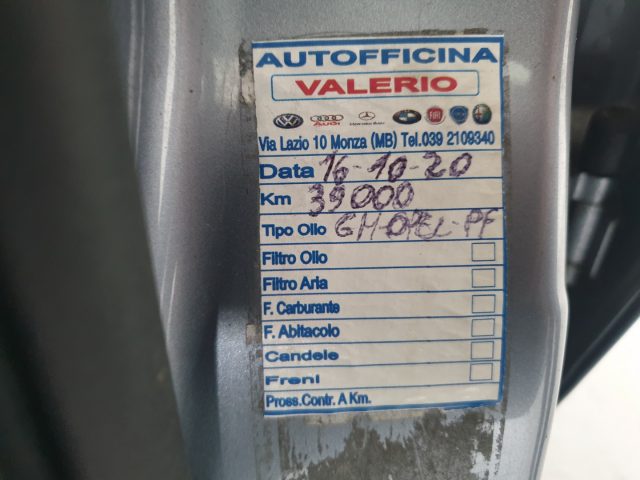 AUTOFFICINA
VALERIO
Via Lazio 10 Monza (MB) Tel.039 2109340
Data 16-10-20
Km 39000
Tipo Olio GM-OPEL-PF
Filtro Olio
Filtro Aria
F. Carburante
F. Abitacolo
Candele
Freni
Pross.Contr. A Km.